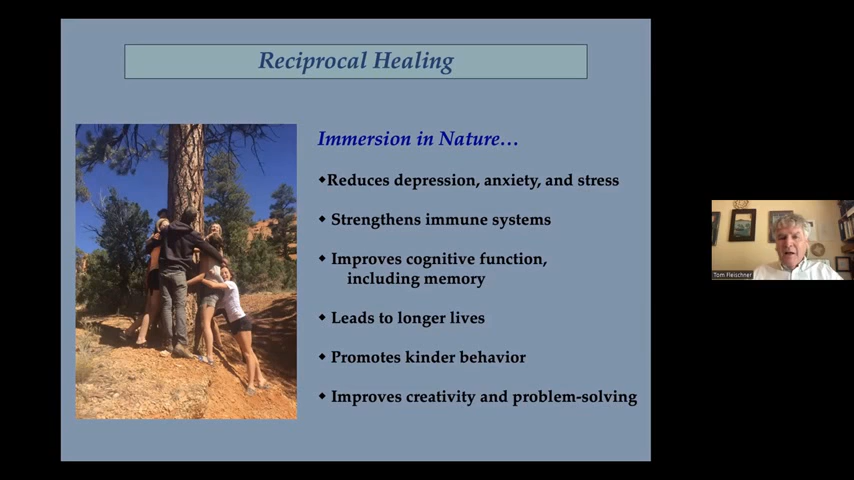 Reciprocal Healing
Immersion in Nature…
◆Reduces depression, anxiety, and stress
◆ Strengthens immune systems
◆ Improves cognitive function,
including memory
◆ Leads to longer lives
◆ Promotes kinder behavior
◆ Improves creativity and problem-solving
Tom Fleischner